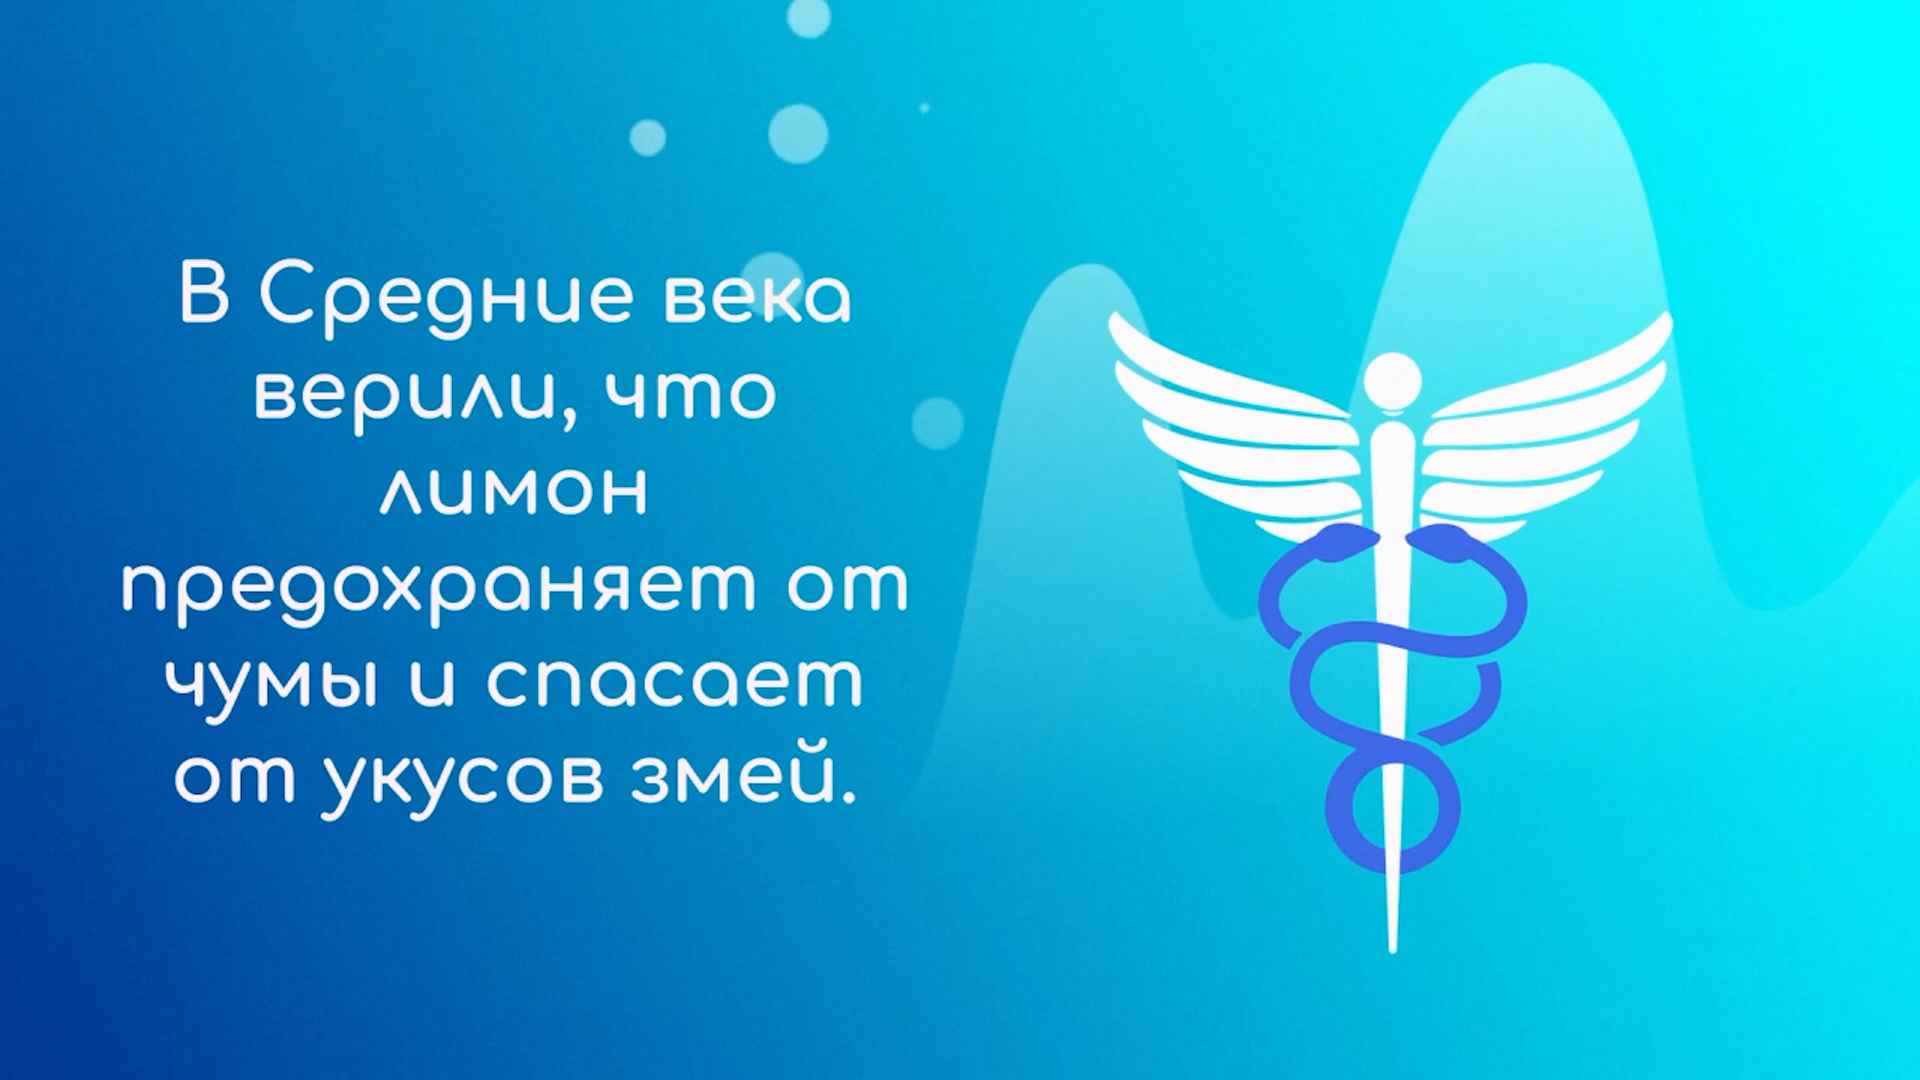 В Средние века
верили, что
лимон
предохраняет от
чумы и спасает
от укусов змей.